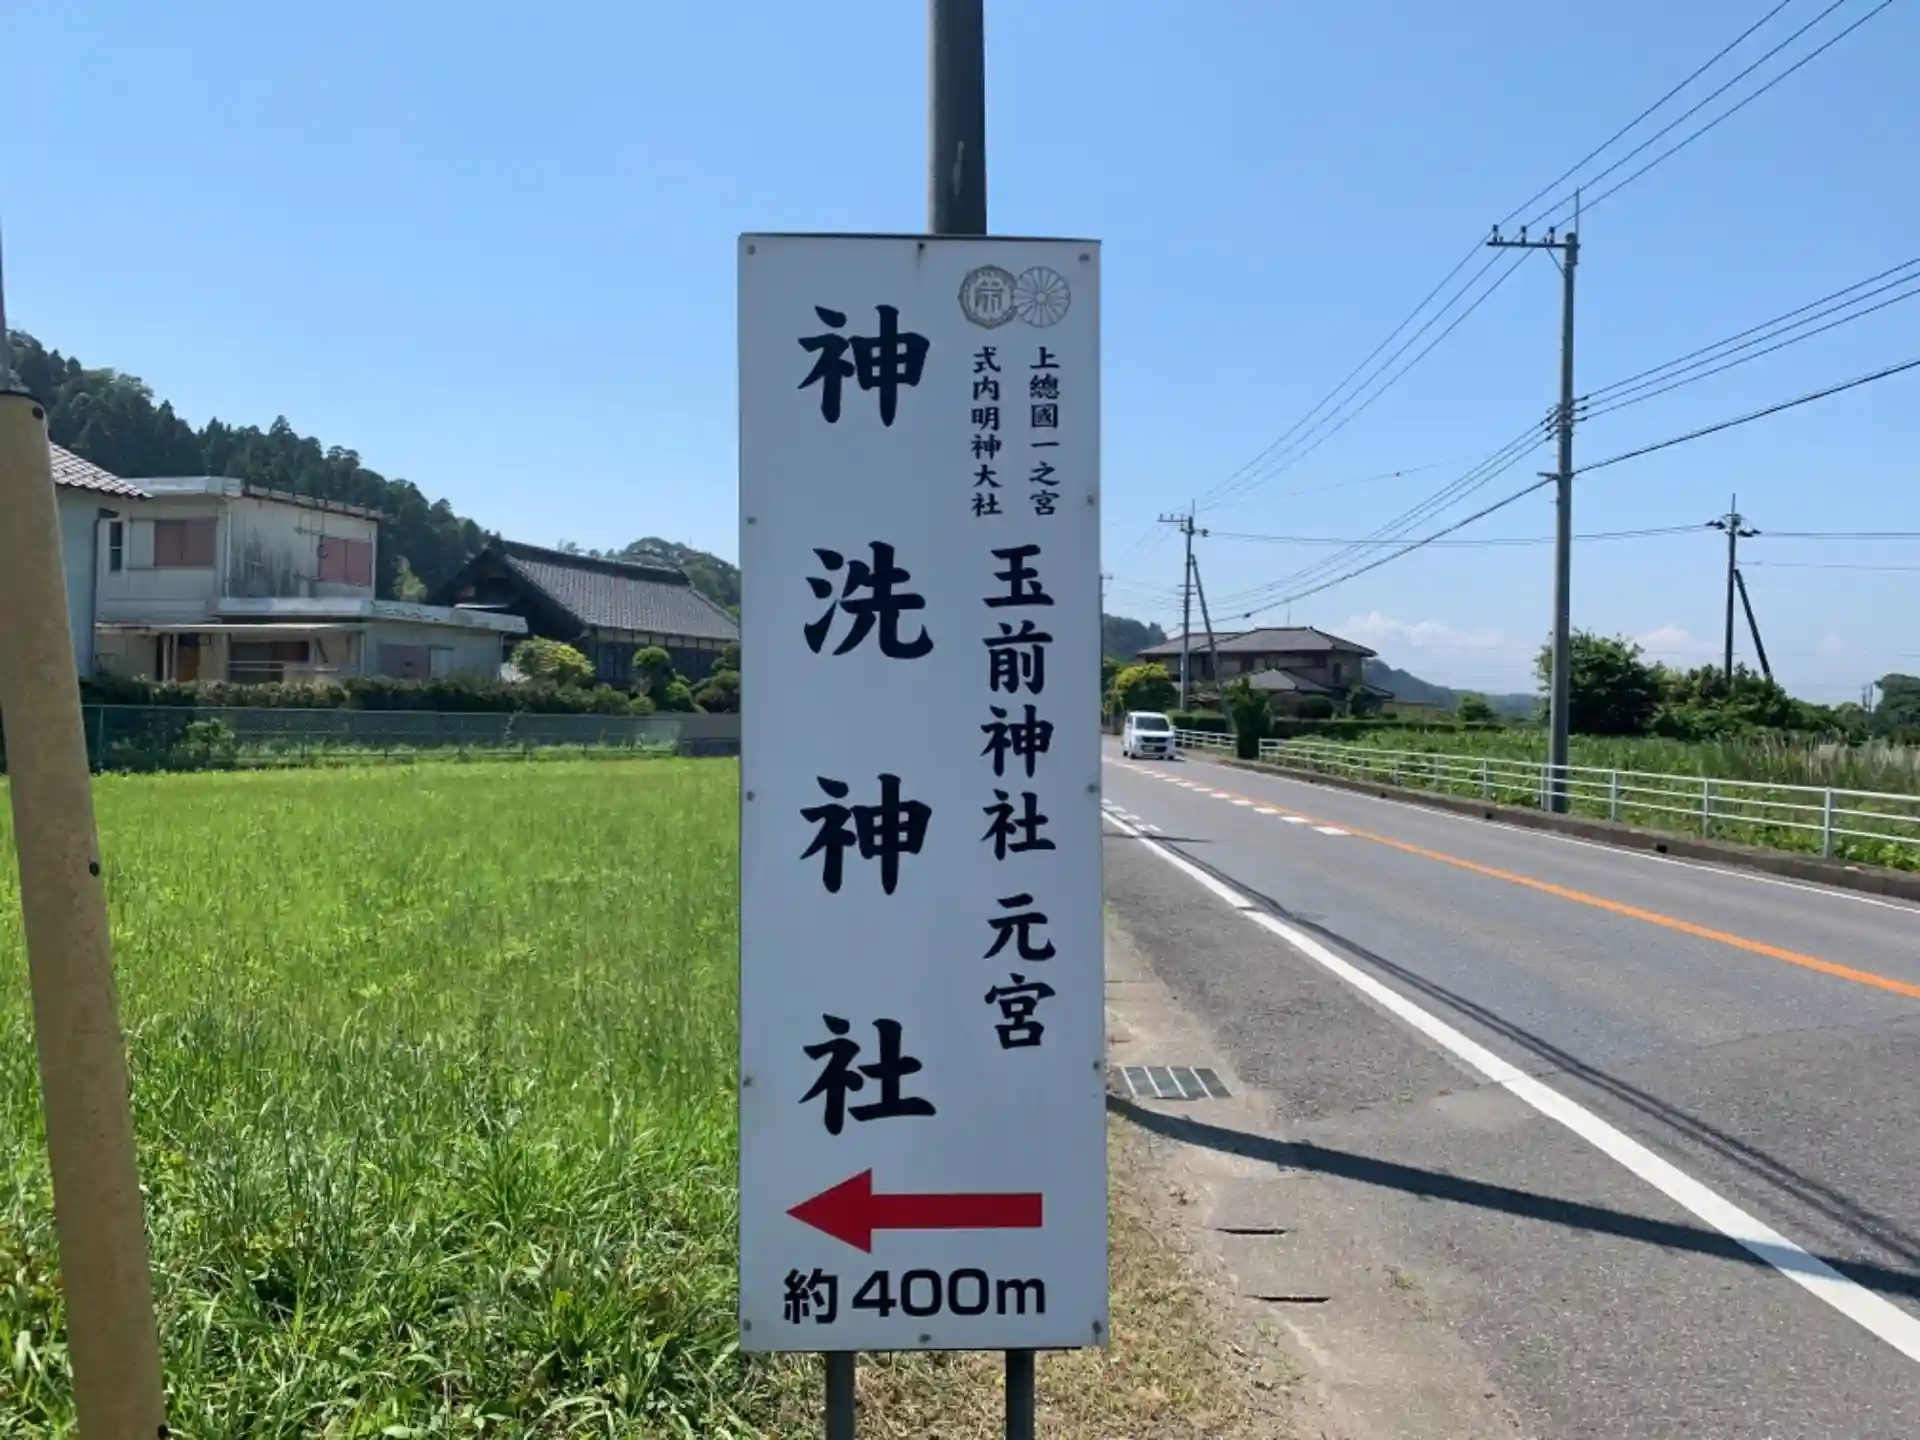 上總國一之宮
式内明神大社
玉前神社 元宮
神洗神社
約400m